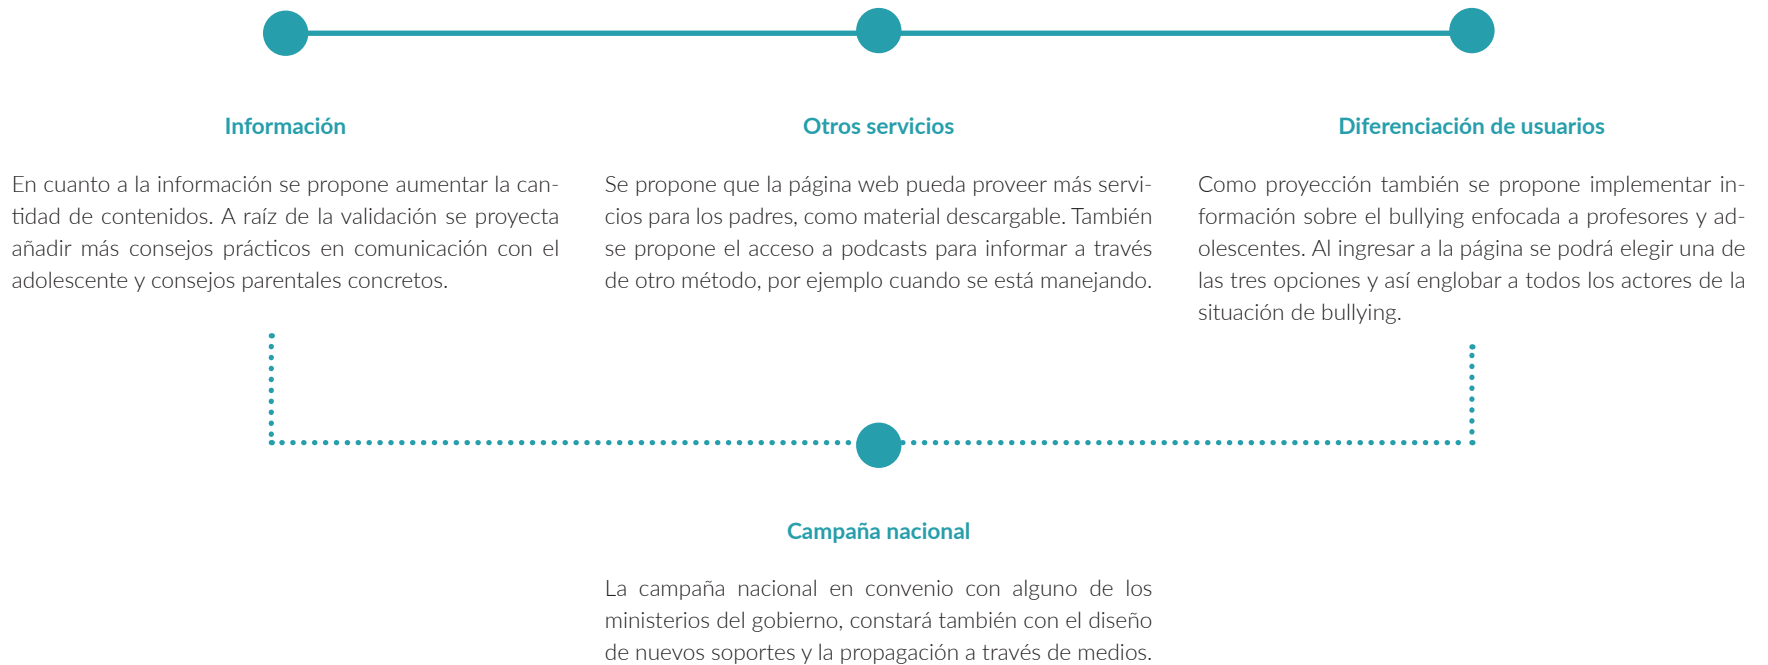 Información
En cuanto a la información se propone aumentar la can-
tidad de contenidos. A raíz de la validación se proyecta
añadir más consejos prácticos en comunicación con el
adolescente y consejos parentales concretos.
Otros servicios
Se propone que la página web pueda proveer más servi-
cios para los padres, como material descargable. También
se propone el acceso a podcasts para informar a través
de otro método, por ejemplo cuando se está manejando.
Diferenciación de usuarios
Como proyección también se propone implementar in-
formación sobre el bullying enfocada a profesores y ad-
olescentes. Al ingresar a la página se podrá elegir una de
las tres opciones y así englobar a todos los actores de la
situación de bullying.
Campaña nacional
La campaña nacional en convenio con alguno de los
ministerios del gobierno, constará también con el diseño
de nuevos soportes y la propagación a través de medios.